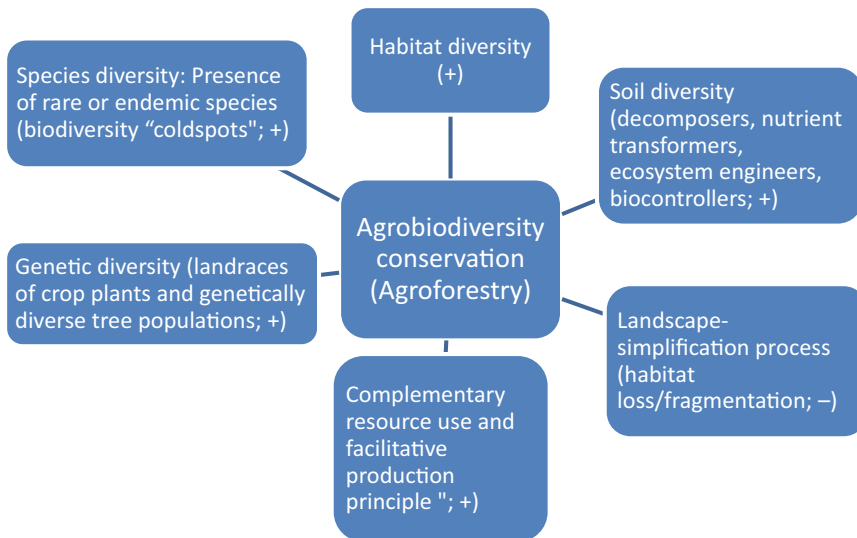 Habitat diversity
(+)
Species diversity: Presence
of rare or endemic species
(biodiversity “coldspots"; +)
Soil diversity
(decomposers, nutrient
transformers,
ecosystem engineers,
biocontrollers; +)
Agrobiodiversity
conservation
(Agroforestry)
Genetic diversity (landraces
of crop plants and genetically
diverse tree populations; +)
Landscape-
simplification process
(habitat
loss/fragmentation; –)
Complementary
resource use and
facilitative
production
principle "; +)